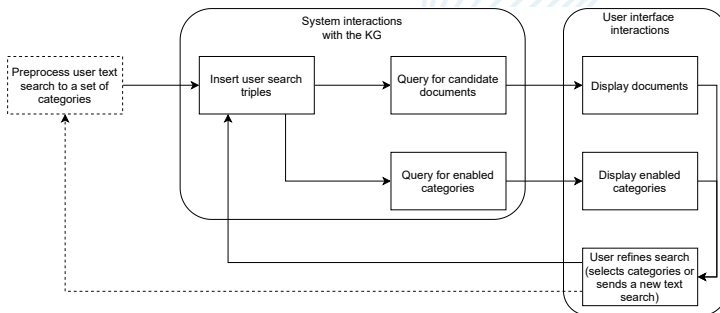 System interactions
with the KG
User interface
interactions
Preprocess user text
search to a set of
categories
Insert user search
triples
Query for candidate
documents
Display documents
Query for enabled
categories
Display enabled
categories
User refines search
(selects categories or
sends a new text
search)